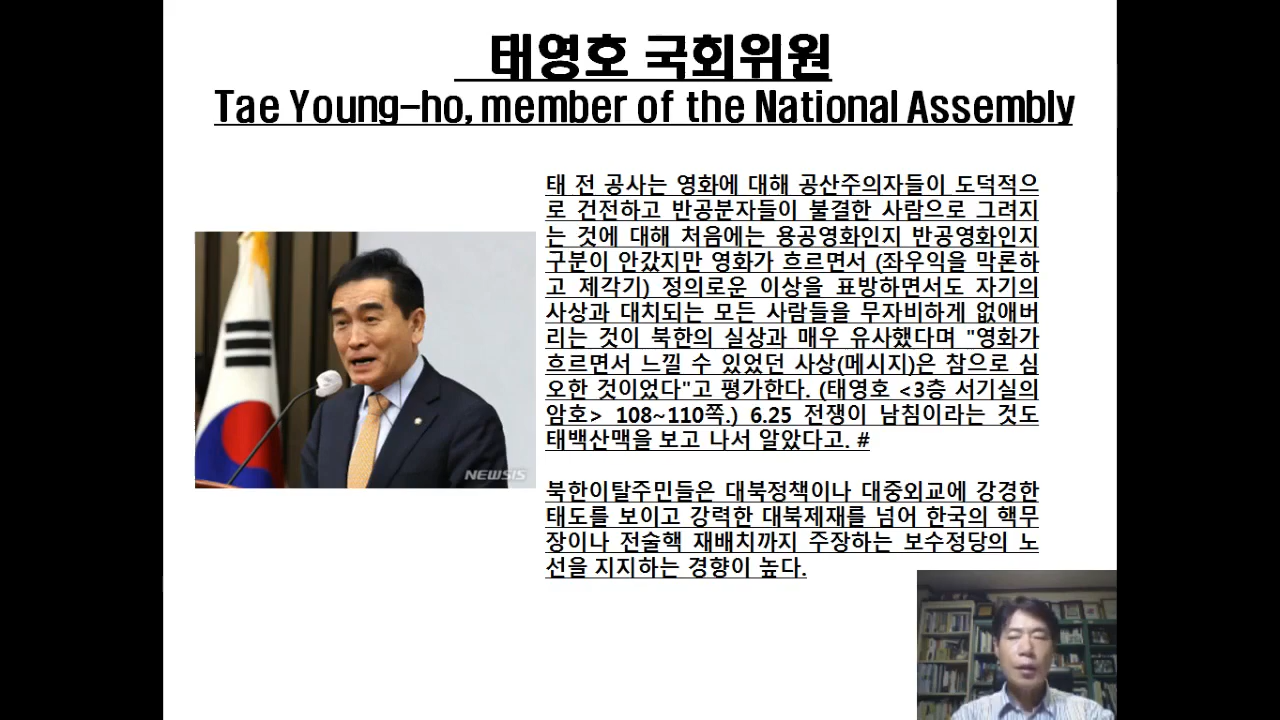 태영호 국회위원
Tae Young-ho, member of the National Assembly
태 전 공사는 영화에 대해 공산주의자들이 도덕적으
로 건전하고 반공분자들이 불결한 사람으로 그려지
는 것에 대해 처음에는 용공영화인지 반공영화인지
구분이 안갔지만 영화가 흐르면서 (좌우익을 막론하
고 제각기) 정의로운 이상을 표방하면서도 자기의
사상과 대치되는 모든 사람들을 무자비하게 없애버
리는 것이 북한의 실상과 매우 유사했다며 "영화가
흐르면서 느낄 수 있었던 사상(메시지)은 참으로 심
오한 것이었다"고 평가한다. (태영호 <3층 서기실의
암호> 108~110쪽.) 6.25 전쟁이 남침이라는 것도
태백산맥을 보고 나서 알았다고. #
북한이탈주민들은 대북정책이나 대중외교에 강경한
태도를 보이고 강력한 대북제재를 넘어 한국의 핵무
장이나 전술핵 재배치까지 주장하는 보수정당의 노
선을 지지하는 경향이 높다.
NEWSIS